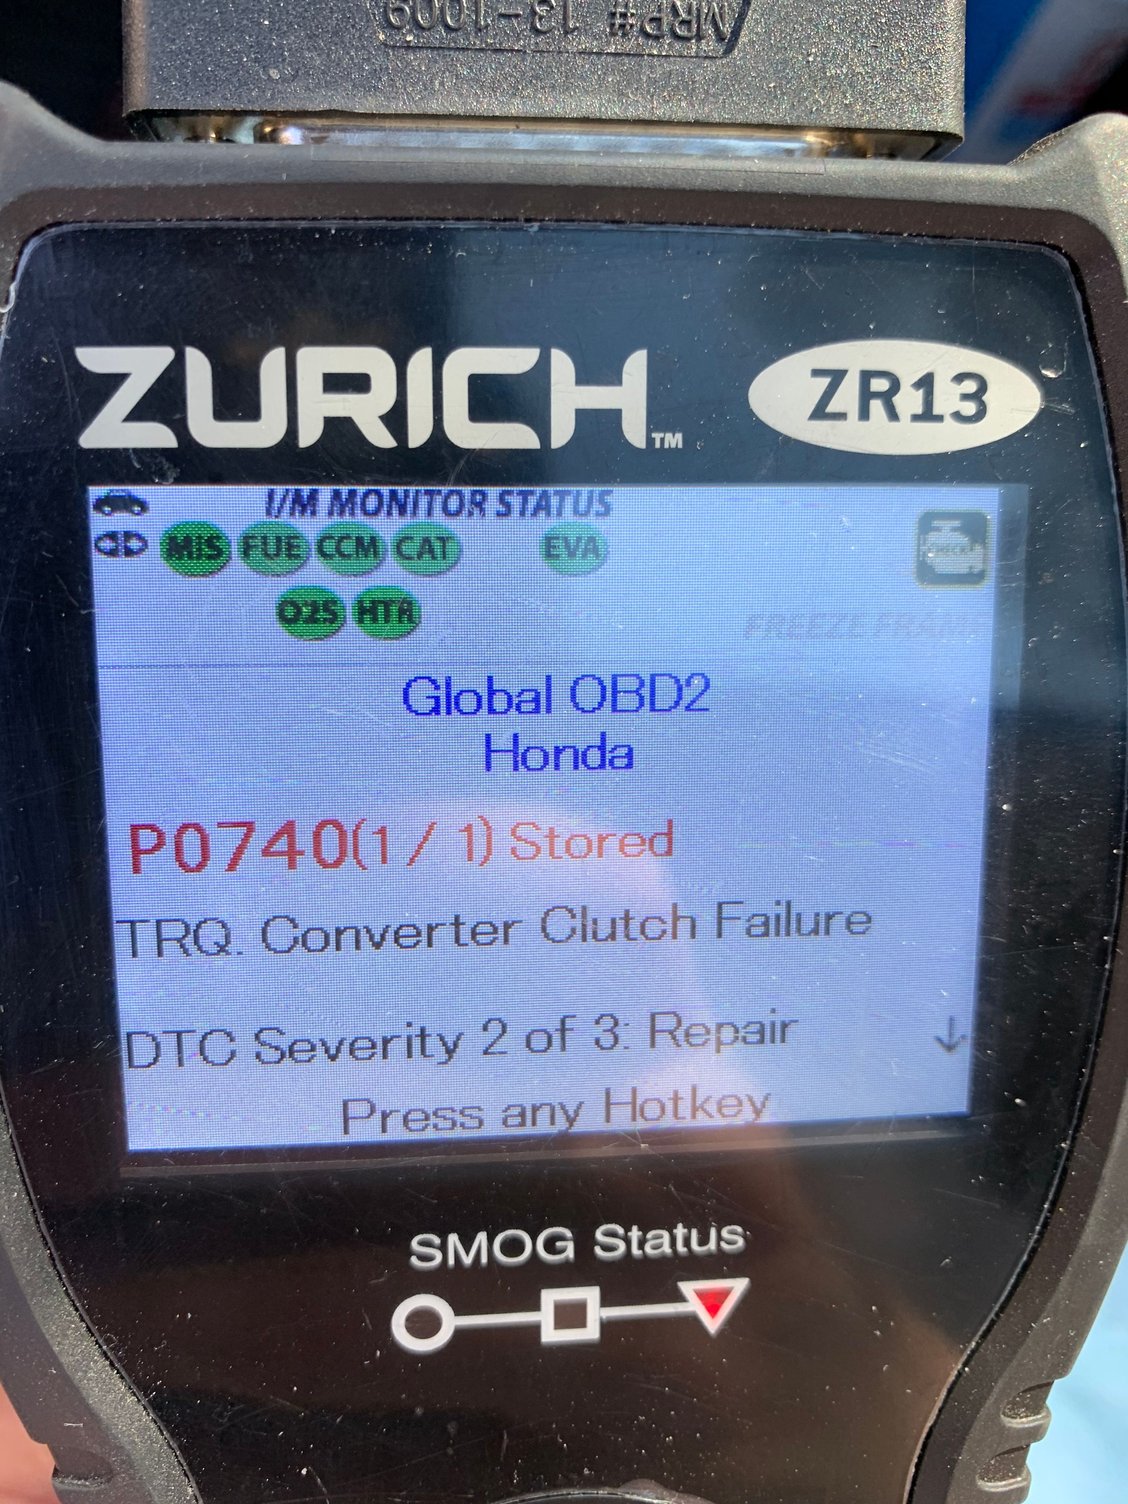 MRP# 13-1009
ZURICH™ ZR13
I/M MONITOR STATUS
MIS FUE CCM CAT EVA
CHECK
O2S HTR
FREEZE FRAME
Global OBD2
Honda
P0740(1 / 1) Stored
TRQ. Converter Clutch Failure
DTC Severity 2 of 3: Repair ↓
Press any Hotkey
SMOG Status